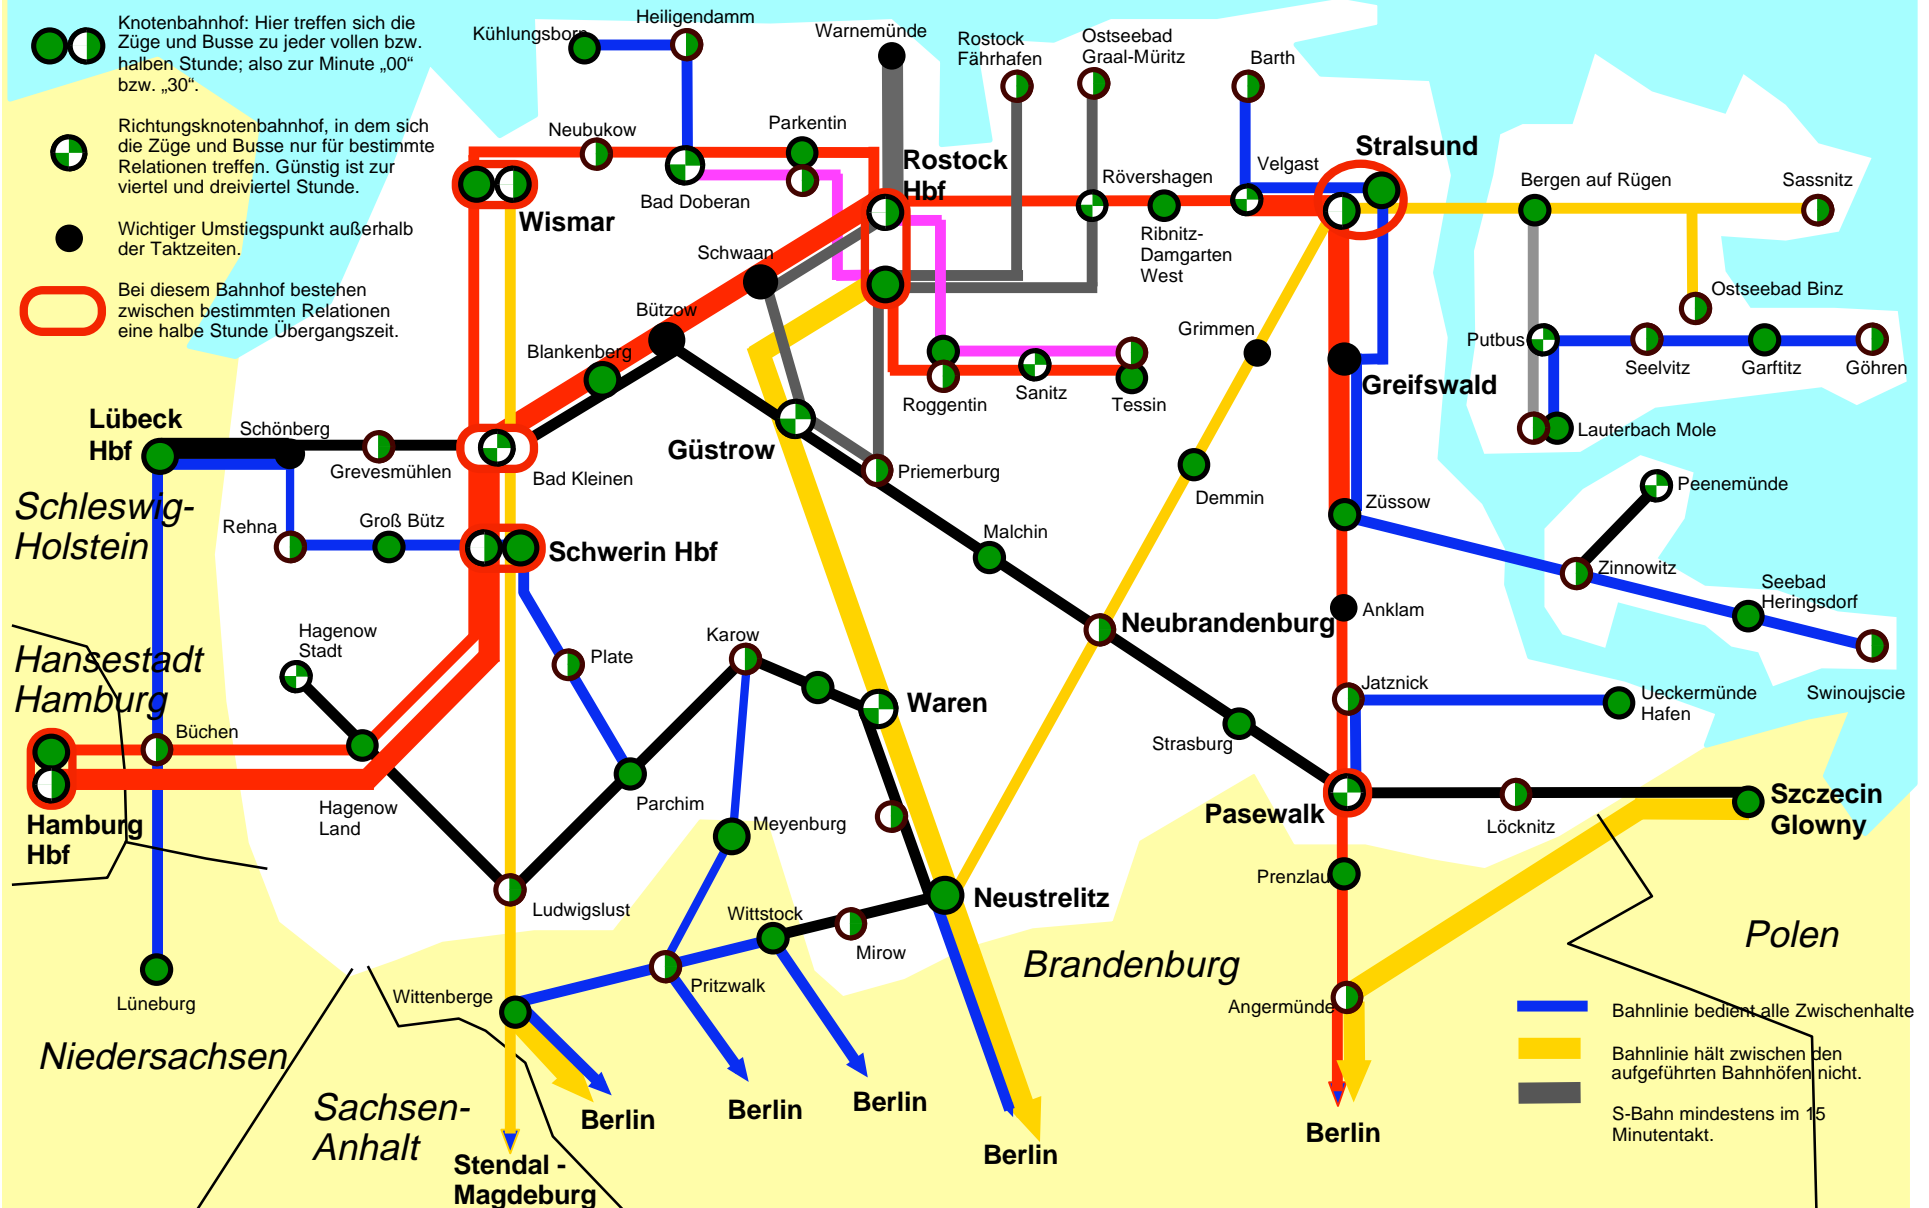 Knotenbahnhof: Hier treffen sich die
Züge und Busse zu jeder vollen bzw.
halben Stunde; also zur Minute „00“
bzw. „30“.
Richtungsknotenbahnhof, in dem sich
die Züge und Busse nur für bestimmte
Relationen treffen. Günstig ist zur
viertel und dreiviertel Stunde.
Wichtiger Umstiegspunkt außerhalb
der Taktzeiten.
Bei diesem Bahnhof bestehen
zwischen bestimmten Relationen
eine halbe Stunde Übergangszeit.
Kühlungsborn
Heiligendamm
Warnemünde
Rostock
Fährhafen
Ostseebad
Graal-Müritz
Barth
Neubukow
Parkentin
Bad Doberan
Rostock
Hbf
Rövershagen
Velgast
Stralsund
Bergen auf Rügen
Sassnitz
Wismar
Schwaan
Ribnitz-
Damgarten
West
Ostseebad Binz
Bützow
Grimmen
Putbus
Blankenberg
Seelvitz
Garftitz
Göhren
Greifswald
Roggentin
Sanitz
Tessin
Lübeck
Hbf
Schönberg
Grevesmühlen
Bad Kleinen
Güstrow
Priemerburg
Lauterbach Mole
Demmin
Peenemünde
Züssow
Schleswig-
Holstein
Rehna
Groß Bütz
Schwerin Hbf
Malchin
Zinnowitz
Seebad
Heringsdorf
Anklam
Neubrandenburg
Hansestadt
Hamburg
Hagenow
Stadt
Plate
Karow
Waren
Jatznick
Ueckermünde
Hafen
Swinoujscie
Büchen
Strasburg
Hagenow
Land
Parchim
Meyenburg
Pasewalk
Löcknitz
Szczecin
Glowny
Hamburg
Hbf
Prenzlau
Ludwigslust
Wittstock
Neustrelitz
Mirow
Brandenburg
Polen
Lüneburg
Wittenberge
Pritzwalk
Angermünde
Niedersachsen
Sachsen-
Anhalt
Berlin
Berlin
Berlin
Berlin
Berlin
Stendal -
Magdeburg
Bahnlinie bedient alle Zwischenhalte
Bahnlinie hält zwischen den
aufgeführten Bahnhöfen nicht.
S-Bahn mindestens im 15
Minutentakt.